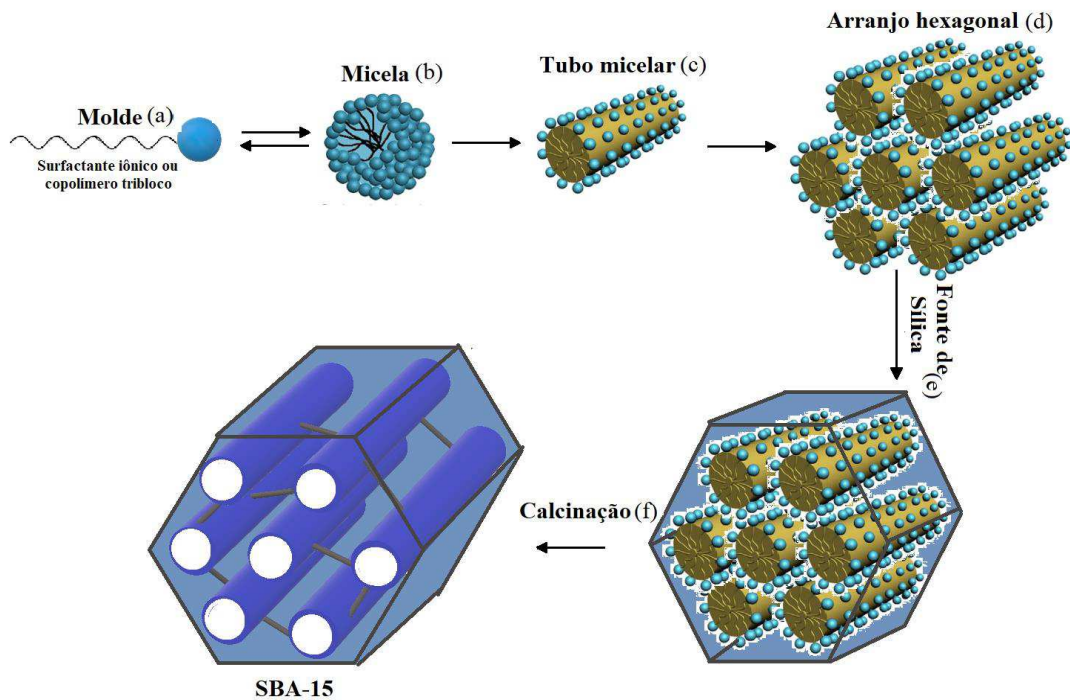 Molde (a)
Surfactante iônico ou
copolímero tribloco
Micela (b)
Tubo micelar (c)
Arranjo hexagonal (d)
Fonte de
Sílica
(e)
Calcinação (f)
SBA-15